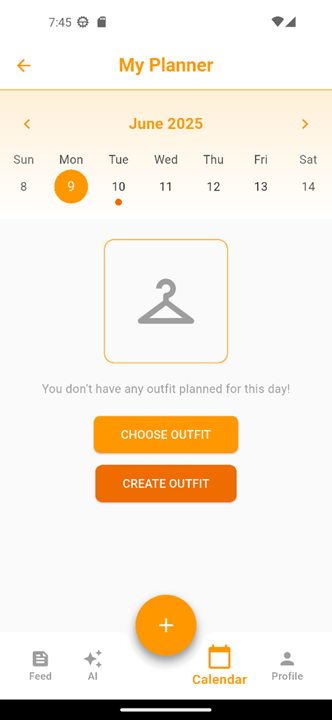 7:45
My Planner
June 2025
Sun Mon Tue Wed Thu Fri Sat
8 9 10 11 12 13 14
You don't have any outfit planned for this day!
CHOOSE OUTFIT
CREATE OUTFIT
Feed AI Calendar Profile